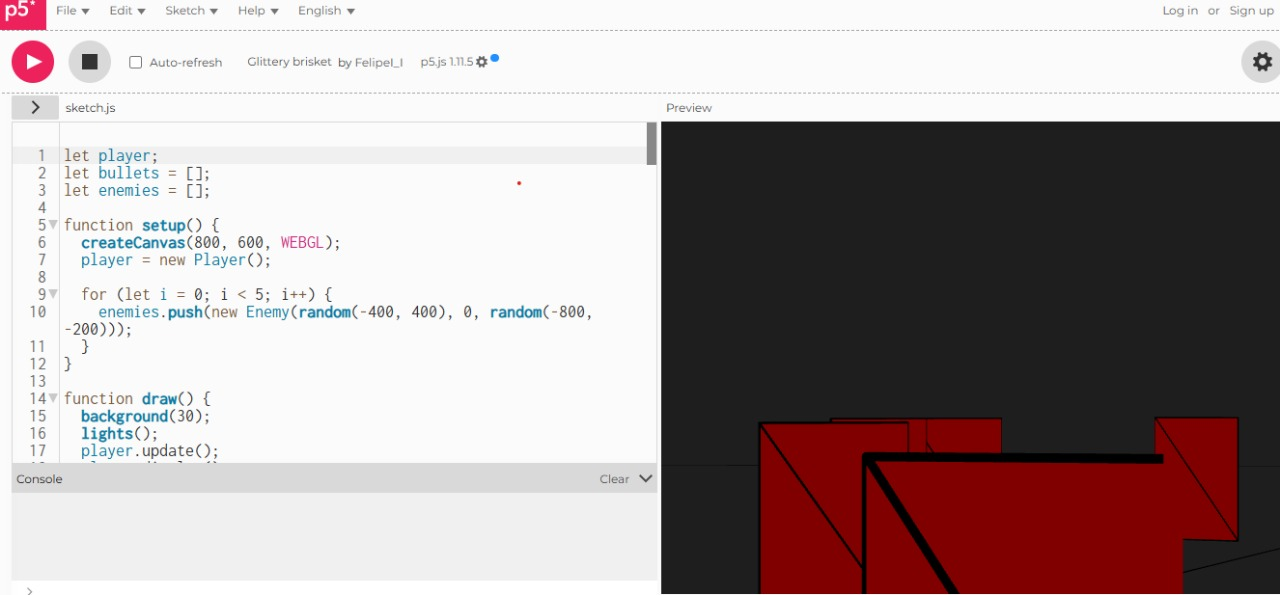 p5*
File Edit Sketch Help English Log in or Sign up
Auto-refresh Glittery brisket by FelipeI_I p5.js 1.11.5
> sketch.js Preview
1 let player;
2 let bullets = [];
3 let enemies = [];
4
5 function setup() {
6 createCanvas(800, 600, WEBGL);
7 player = new Player();
8
9 for (let i = 0; i < 5; i++) {
10 enemies.push(new Enemy(random(-400, 400), 0, random(-800,
-200)));
11 }
12 }
13
14 function draw() {
15 background(30);
16 lights();
17 player.update();
Console Clear
>